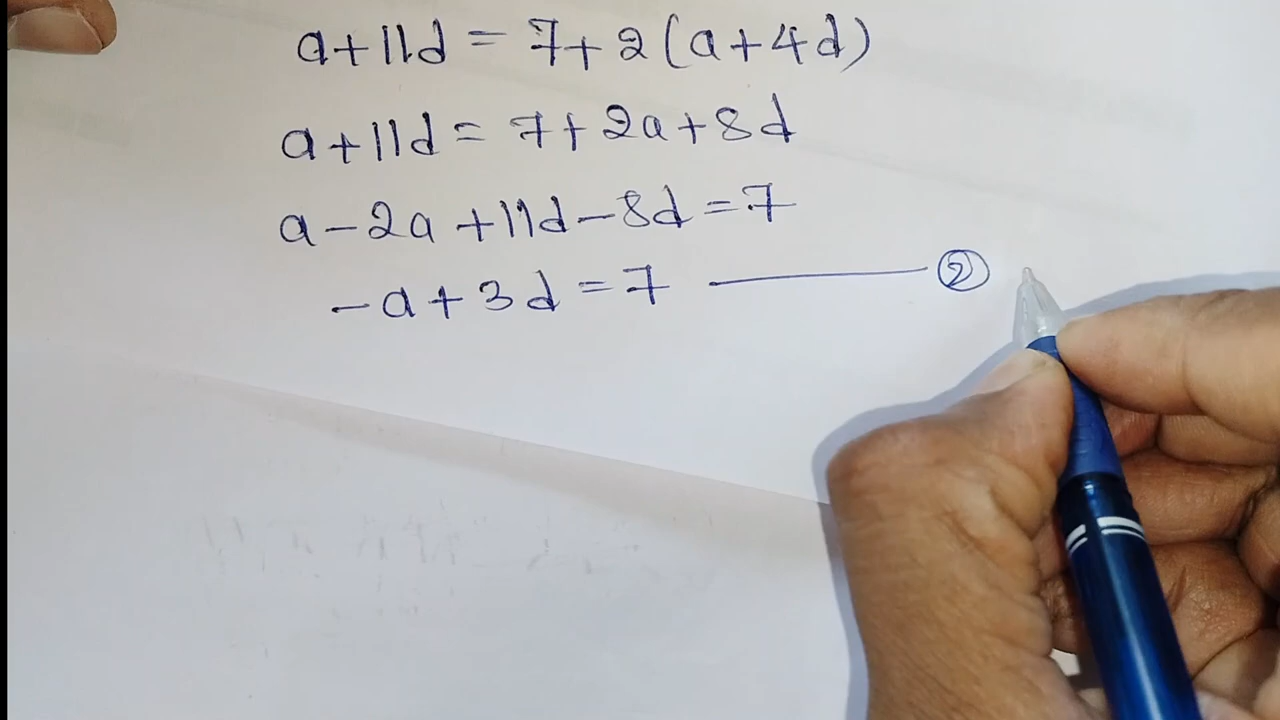 a+11d = 7+2(a+4d)
a+11d = 7+2a+8d
a-2a+11d-8d=7
-a+3d=7 ——— ②